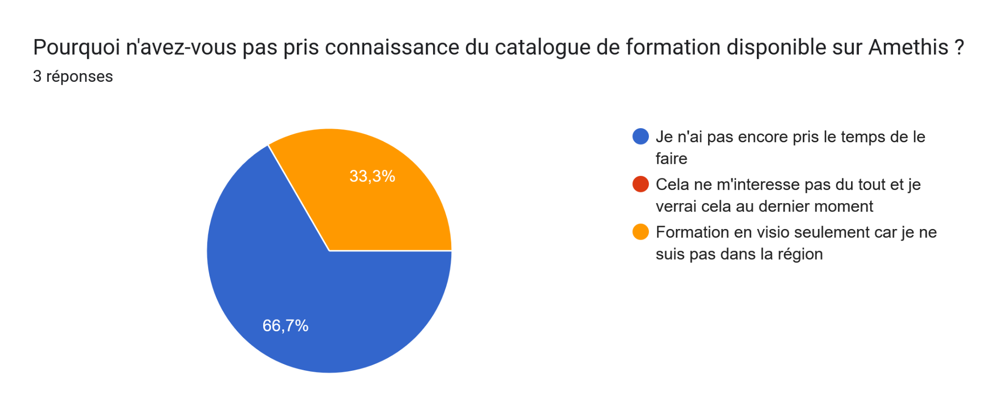 Pourquoi n'avez-vous pas pris connaissance du catalogue de formation disponible sur Amethis ?
3 réponses
33,3%
66,7%
Je n'ai pas encore pris le temps de le
faire
Cela ne m'interesse pas du tout et je
verrai cela au dernier moment
Formation en visio seulement car je ne
suis pas dans la région